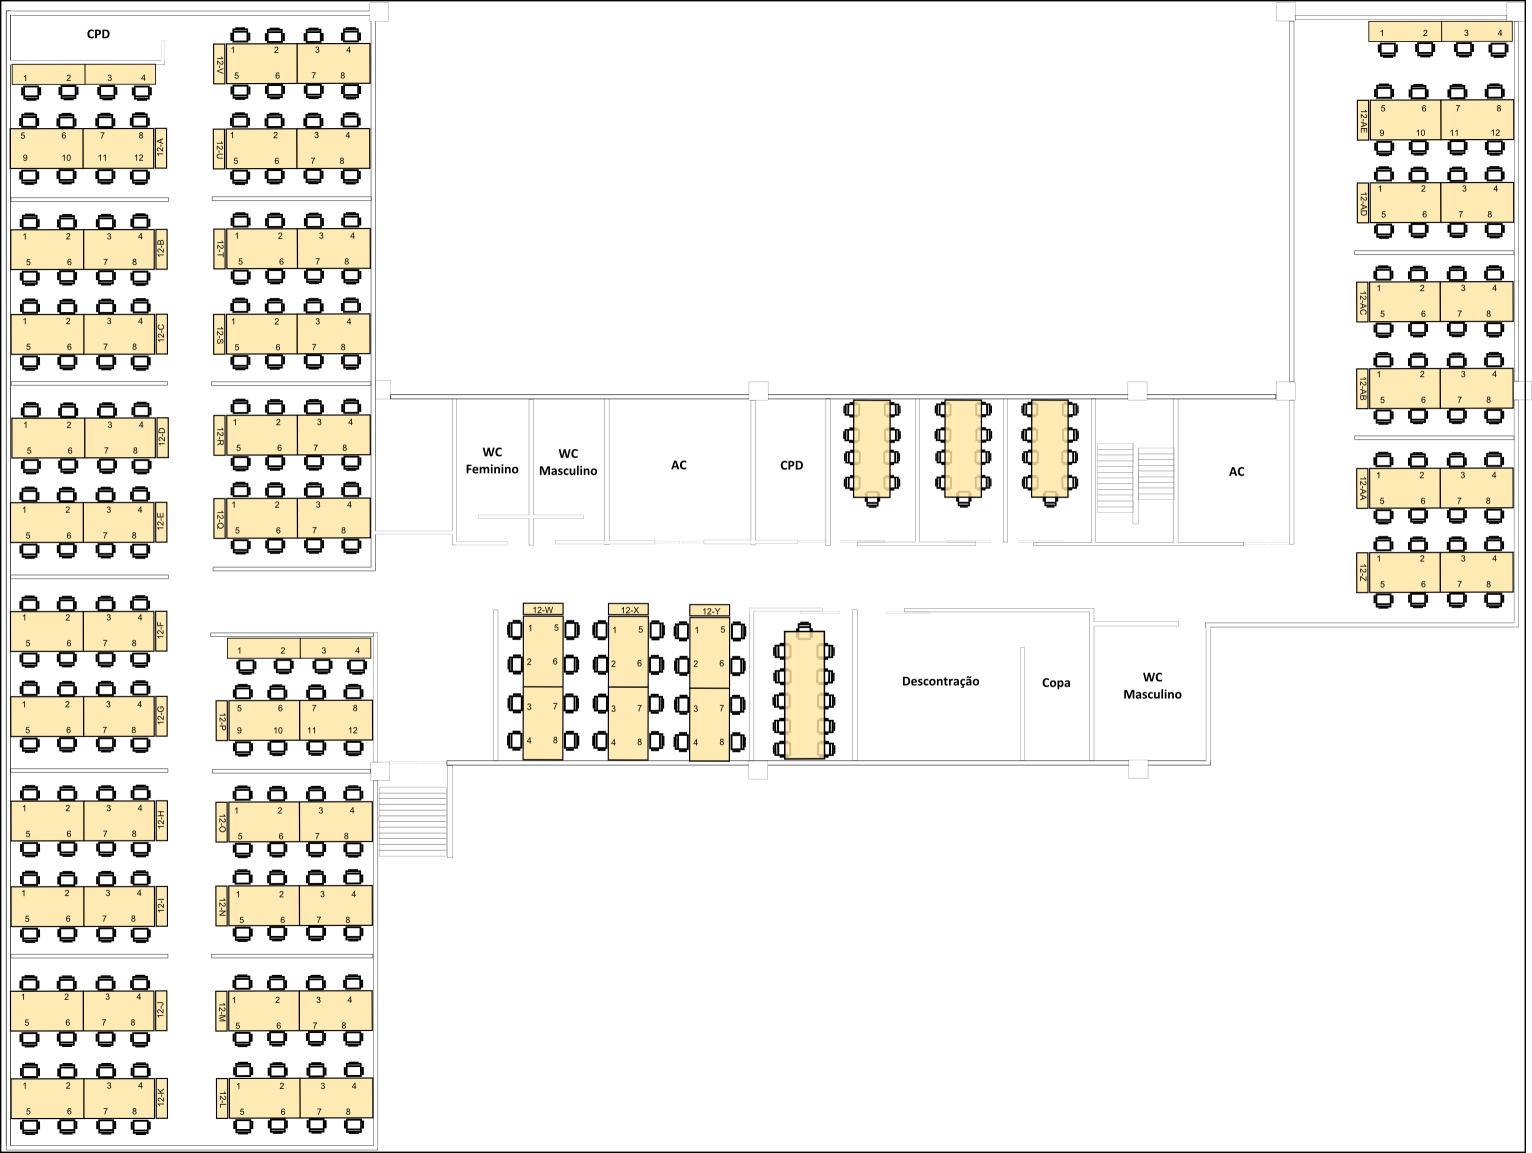 CPD
1 2 3 4
5 6 7 8
9 10 11 12
12-A
1 2 3 4
5 6 7 8
12-B
1 2 3 4
5 6 7 8
12-C
1 2 3 4
5 6 7 8
12-D
1 2 3 4
5 6 7 8
12-E
1 2 3 4
5 6 7 8
12-F
1 2 3 4
5 6 7 8
12-G
1 2 3 4
5 6 7 8
12-H
1 2 3 4
5 6 7 8
12-I
1 2 3 4
5 6 7 8
12-J
1 2 3 4
5 6 7 8
12-K
12-V
1 2 3 4
5 6 7 8
12-U
1 2 3 4
5 6 7 8
12-T
1 2 3 4
5 6 7 8
12-S
1 2 3 4
5 6 7 8
12-R
1 2 3 4
5 6 7 8
12-Q
1 2 3 4
5 6 7 8
1 2 3 4
12-P
5 6 7 8
9 10 11 12
12-O
1 2 3 4
5 6 7 8
12-N
1 2 3 4
5 6 7 8
12-M
1 2 3 4
5 6 7 8
12-L
1 2 3 4
5 6 7 8
WC
Feminino
WC
Masculino
AC
CPD
AC
12-W
1 5
2 6
3 7
4 8
12-X
1 5
2 6
3 7
4 8
12-Y
1 5
2 6
3 7
4 8
Descontração
Copa
WC
Masculino
1 2 3 4
12-AE
5 6 7 8
9 10 11 12
12-AD
1 2 3 4
5 6 7 8
12-AC
1 2 3 4
5 6 7 8
12-AB
1 2 3 4
5 6 7 8
12-AA
1 2 3 4
5 6 7 8
12-Z
1 2 3 4
5 6 7 8